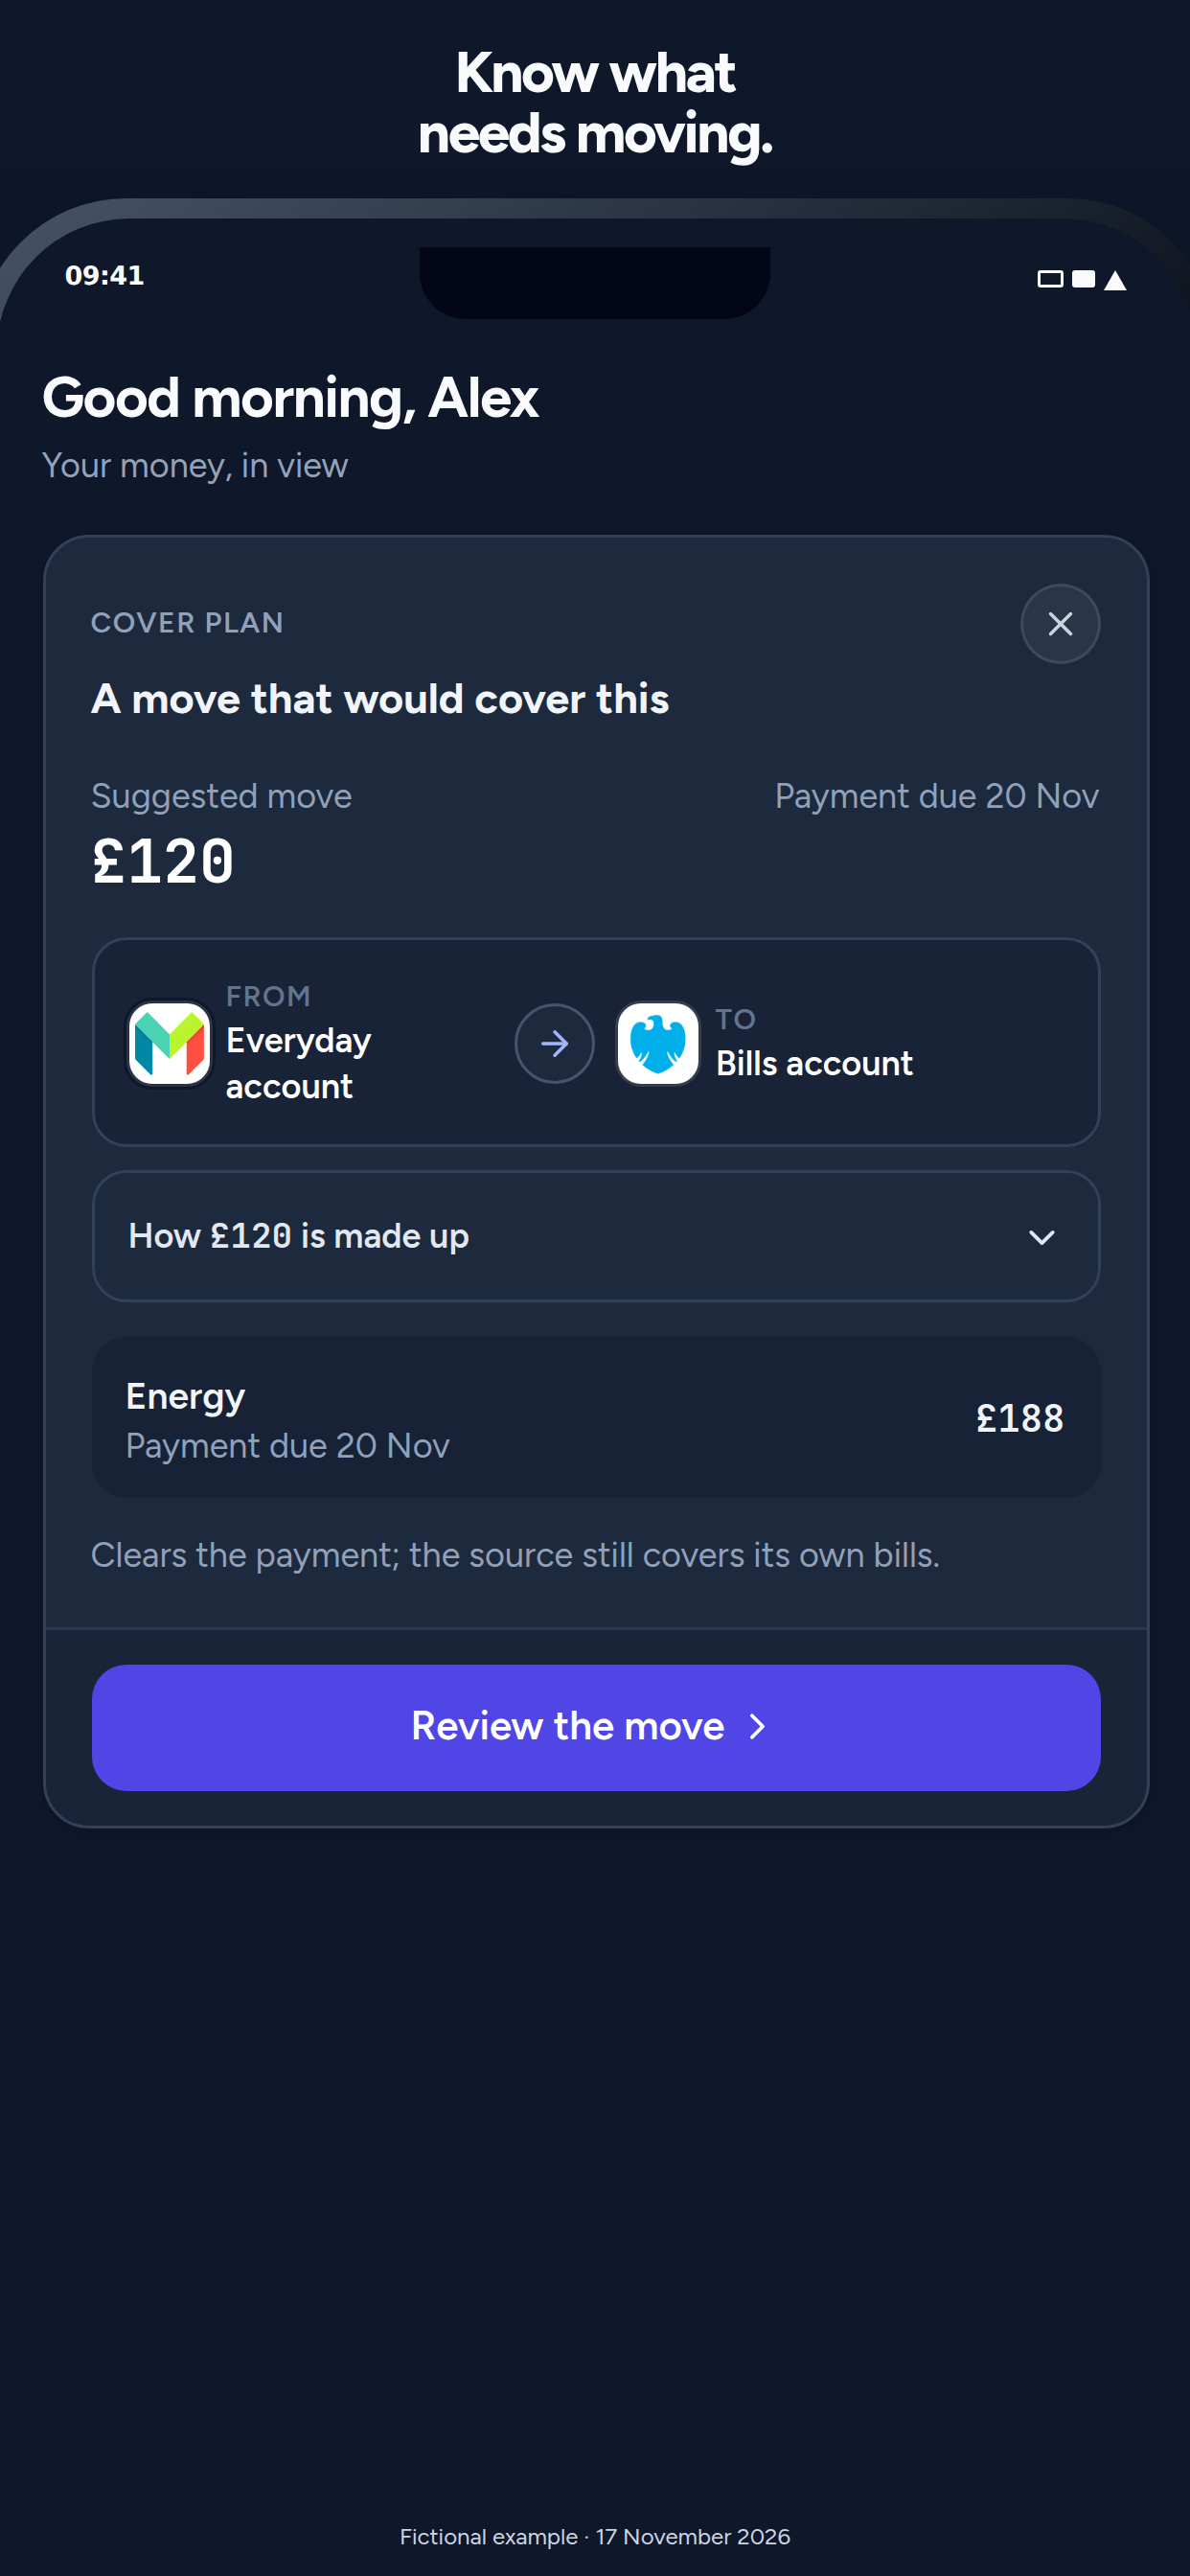 Know what
needs moving.
09:41
Good morning, Alex
Your money, in view
COVER PLAN
A move that would cover this
Suggested move
Payment due 20 Nov
£120
FROM
Everyday
account
TO
Bills account
How £120 is made up
Energy
Payment due 20 Nov
£188
Clears the payment; the source still covers its own bills.
Review the move
Fictional example · 17 November 2026